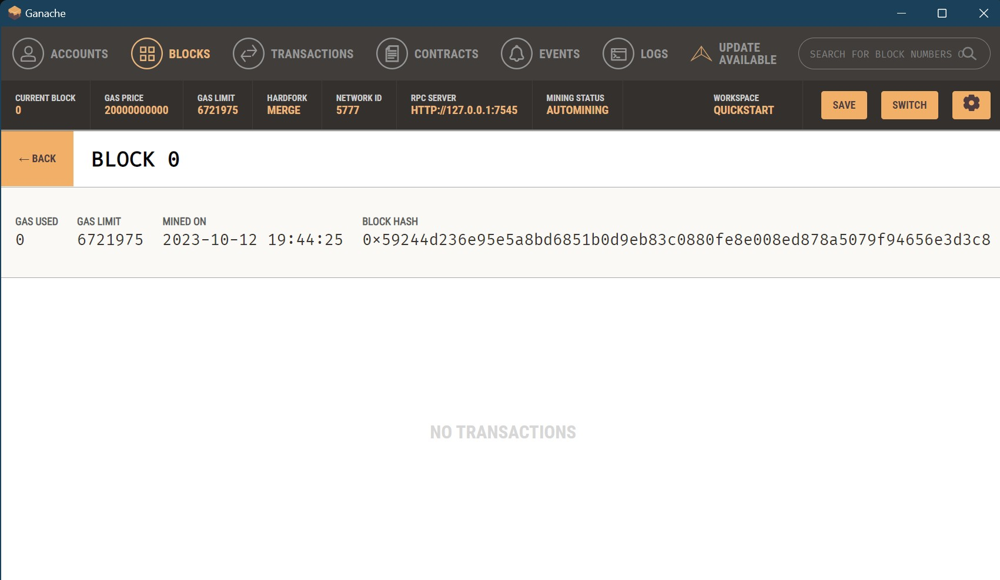 Ganache
ACCOUNTS
BLOCKS
TRANSACTIONS
CONTRACTS
EVENTS
LOGS
UPDATE
AVAILABLE
SEARCH FOR BLOCK NUMBERS O
CURRENT BLOCK
0
GAS PRICE
20000000000
GAS LIMIT
6721975
HARDFORK
MERGE
NETWORK ID
5777
RPC SERVER
HTTP://127.0.0.1:7545
MINING STATUS
AUTOMINING
WORKSPACE
QUICKSTART
SAVE
SWITCH
← BACK
BLOCK 0
GAS USED
0
GAS LIMIT
6721975
MINED ON
2023-10-12 19:44:25
BLOCK HASH
0×59244d236e95e5a8bd6851b0d9eb83c0880fe8e008ed878a5079f94656e3d3c8
NO TRANSACTIONS